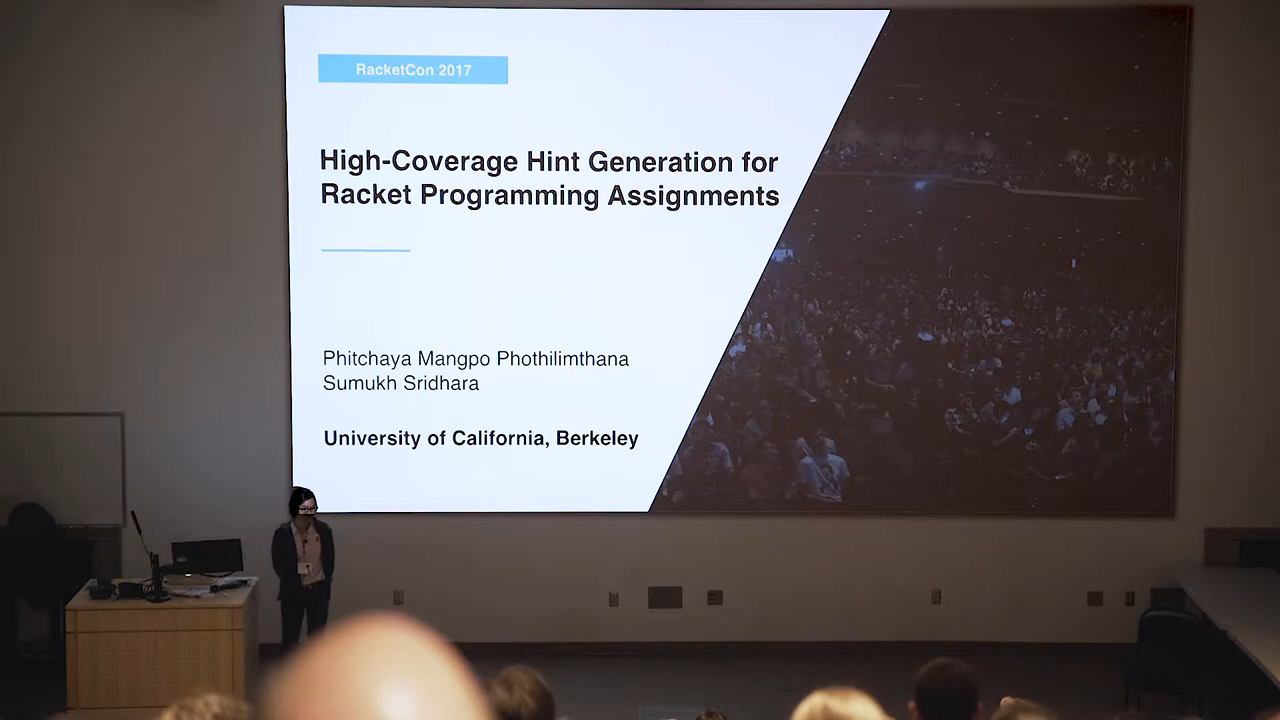 RacketCon 2017
High-Coverage Hint Generation for
Racket Programming Assignments
Phitchaya Mangpo Phothilimthana
Sumukh Sridhara
University of California, Berkeley